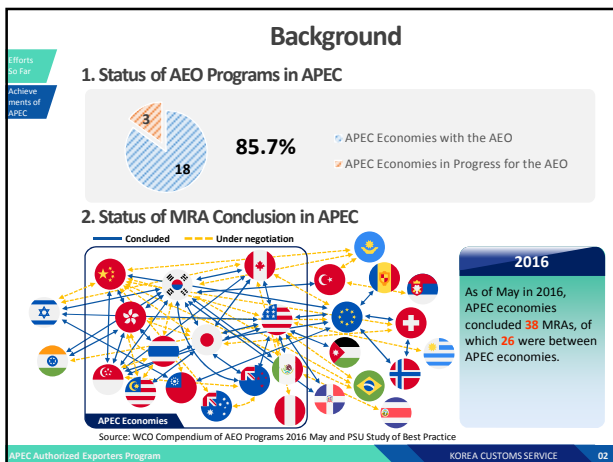 Background
Efforts
So Far
Achieve
ments of
APEC
1. Status of AEO Programs in APEC
3
18
85.7%
APEC Economies with the AEO
APEC Economies in Progress for the AEO
2. Status of MRA Conclusion in APEC
Concluded
Under negotiation
APEC Economies
2016
As of May in 2016,
APEC economies
concluded 38 MRAs, of
which 26 were between
APEC economies.
Source: WCO Compendium of AEO Programs 2016 May and PSU Study of Best Practice
APEC Authorized Exporters Program
KOREA CUSTOMS SERVICE
02